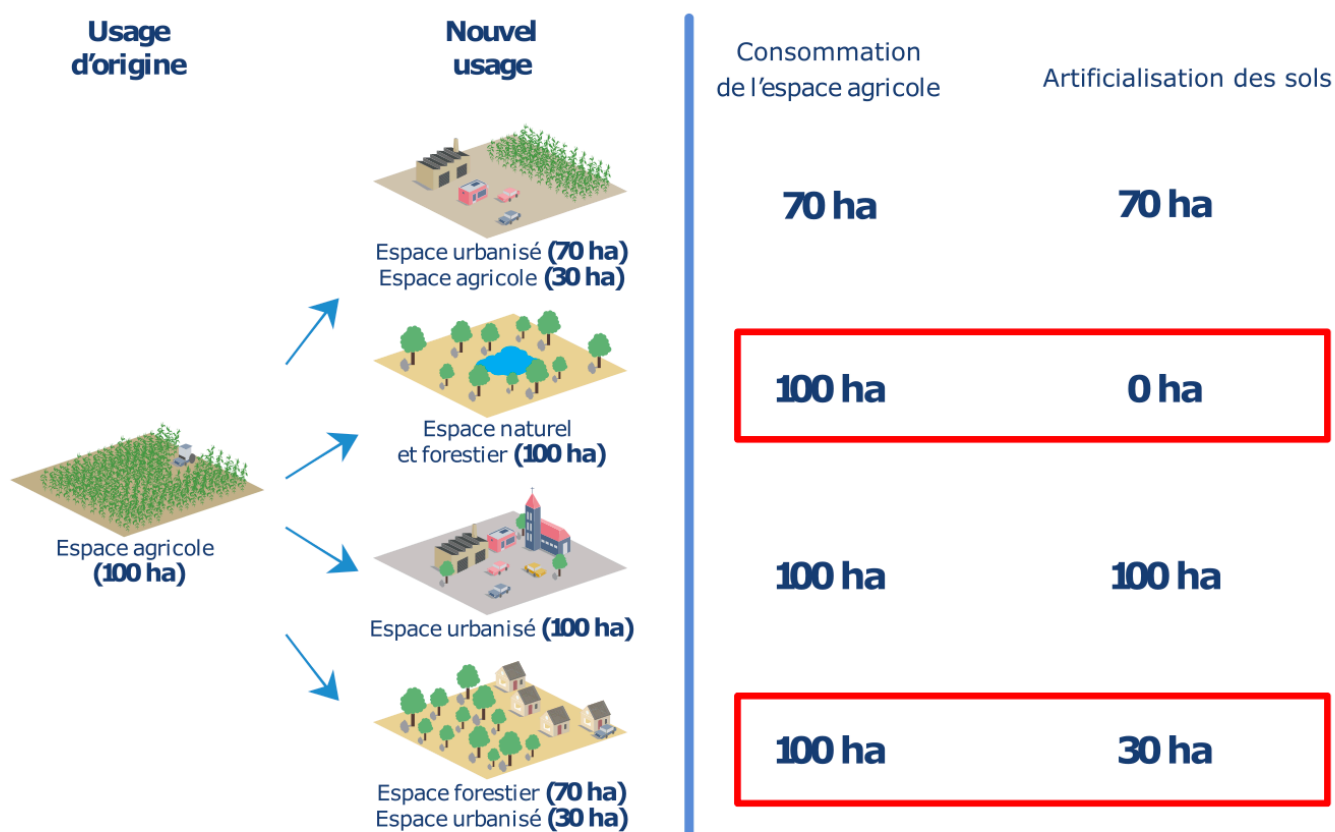 Usage
d'origine
Nouvel
usage
Consommation
de l'espace agricole
Artificialisation des sols
Espace urbanisé (70 ha)
Espace agricole (30 ha)
70 ha
70 ha
Espace naturel
et forestier (100 ha)
100 ha
0 ha
Espace agricole
(100 ha)
Espace urbanisé (100 ha)
100 ha
100 ha
Espace forestier (70 ha)
Espace urbanisé (30 ha)
100 ha
30 ha